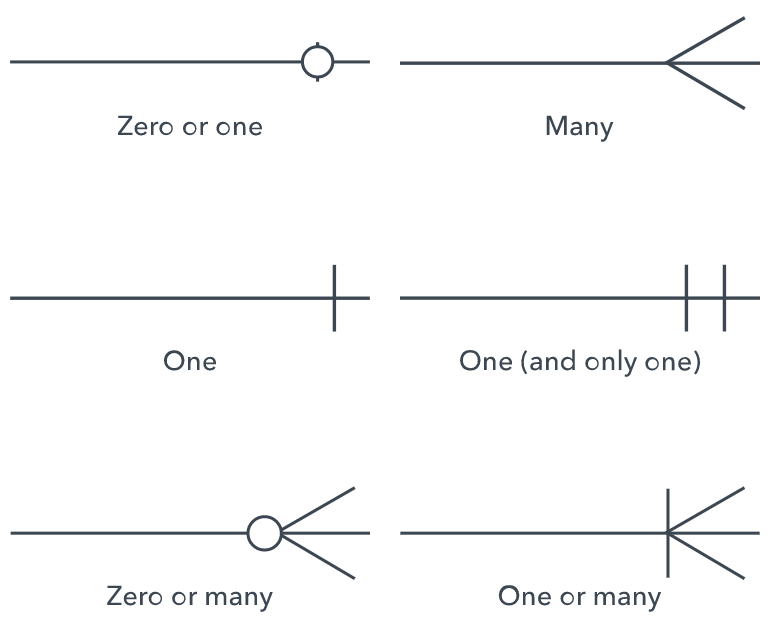 Zero or one
Many
One
One (and only one)
Zero or many
One or many